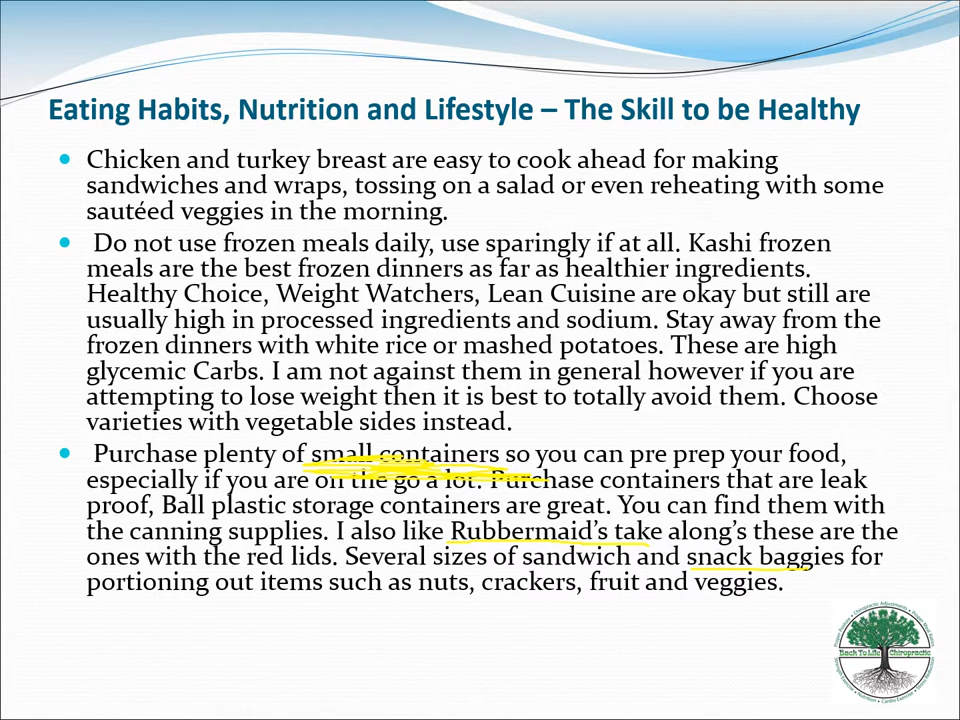 Eating Habits, Nutrition and Lifestyle – The Skill to be Healthy
Chicken and turkey breast are easy to cook ahead for making
sandwiches and wraps, tossing on a salad or even reheating with some
sautéed veggies in the morning.
Do not use frozen meals daily, use sparingly if at all. Kashi frozen
meals are the best frozen dinners as far as healthier ingredients.
Healthy Choice, Weight Watchers, Lean Cuisine are okay but still are
usually high in processed ingredients and sodium. Stay away from the
frozen dinners with white rice or mashed potatoes. These are high
glycemic Carbs. I am not against them in general however if you are
attempting to lose weight then it is best to totally avoid them. Choose
varieties with vegetable sides instead.
Purchase plenty of small containers so you can pre prep your food,
especially if you are on the go a lot. Purchase containers that are leak
proof, Ball plastic storage containers are great. You can find them with
the canning supplies. I also like Rubbermaid's take along's these are the
ones with the red lids. Several sizes of sandwich and snack baggies for
portioning out items such as nuts, crackers, fruit and veggies.
Back To Life Chiropractic